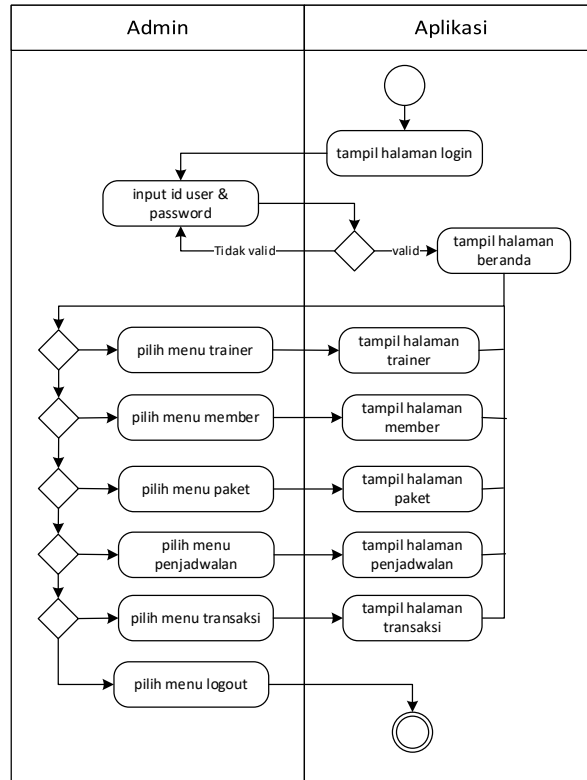 Admin
Aplikasi
tampil halaman login
input id user &
password
Tidak valid
valid
tampil halaman
beranda
pilih menu trainer
tampil halaman
trainer
pilih menu member
tampil halaman
member
pilih menu paket
tampil halaman
paket
pilih menu
penjadwalan
tampil halaman
penjadwalan
pilih menu transaksi
tampil halaman
transaksi
pilih menu logout